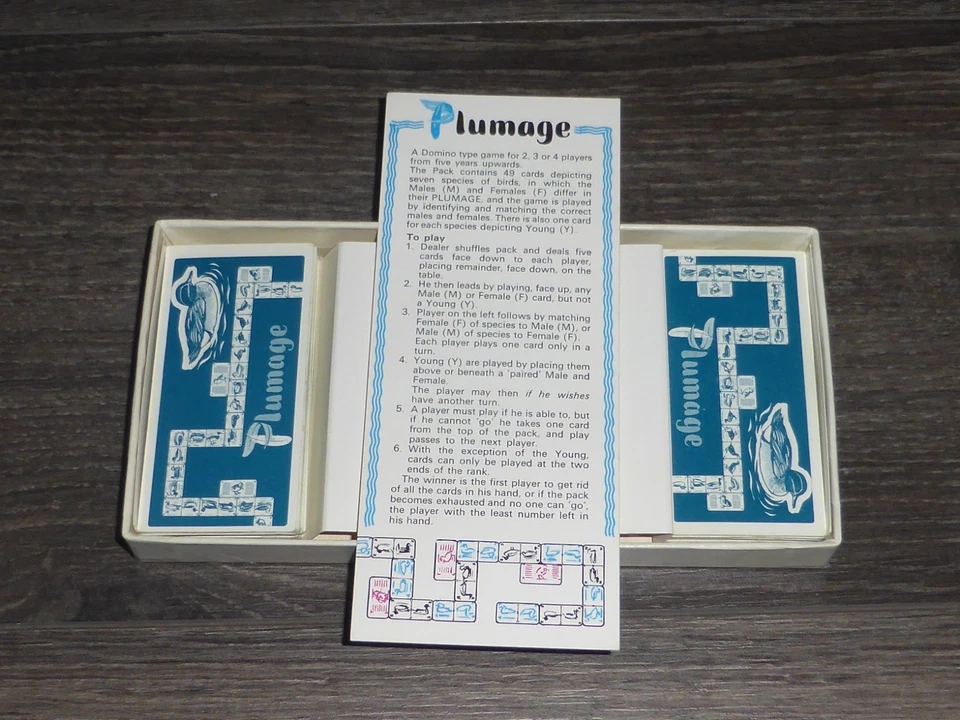 Plumage
A Domino type game for 2, 3 or 4 players
from five years upwards.
The Pack contains 49 cards depicting
seven species of birds, in which the
Males (M) and Females (F) differ in
their PLUMAGE, and the game is played
by identifying and matching the correct
males and females. There is also one card
for each species depicting Young (Y).
To play
1. Dealer shuffles pack and deals five
cards face down to each player,
placing remainder, face down, on the
table.
2. He then leads by playing, face up, any
Male (M) or Female (F) card, but not
a Young (Y).
3. Player on the left follows by matching
Female (F) of species to Male (M), or
Male (M) of species to Female (F).
Each player plays one card only in a
turn.
4. Young (Y) are played by placing them
above or beneath a 'paired' Male and
Female.
The player may then if he wishes
have another turn.
5. A player must play if he is able to, but
if he cannot 'go' he takes one card
from the top of the pack, and play
passes to the next player.
6. With the exception of the Young,
cards can only be played at the two
ends of the rank.
The winner is the first player to get rid
of all the cards in his hand, or if the pack
becomes exhausted and no one can 'go',
the player with the least number left in
his hand.
Plumage
Plumage